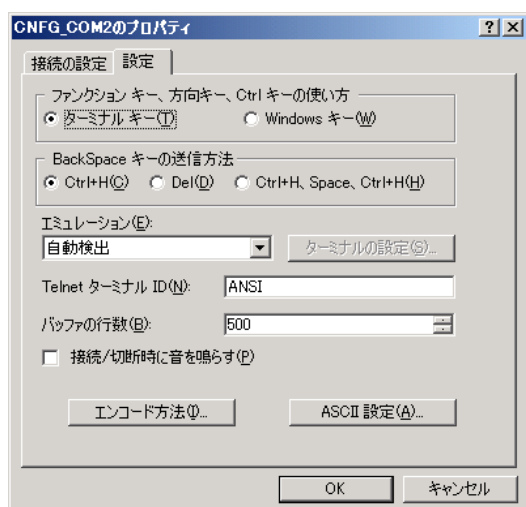 CNFG_COM2のプロパティ
接続の設定 設定
ファンクション キー、方向キー、Ctrl キーの使い方
ターミナル キー(T) Windows キー(W)
BackSpace キーの送信方法
Ctrl+H(C) Del(D) Ctrl+H、Space、Ctrl+H(H)
エミュレーション(E):
自動検出 ターミナルの設定(S)...
Telnet ターミナル ID(N): ANSI
バッファの行数(B): 500
接続/切断時に音を鳴らす(P)
エンコード方法(I)... ASCII 設定(A)...
OK キャンセル